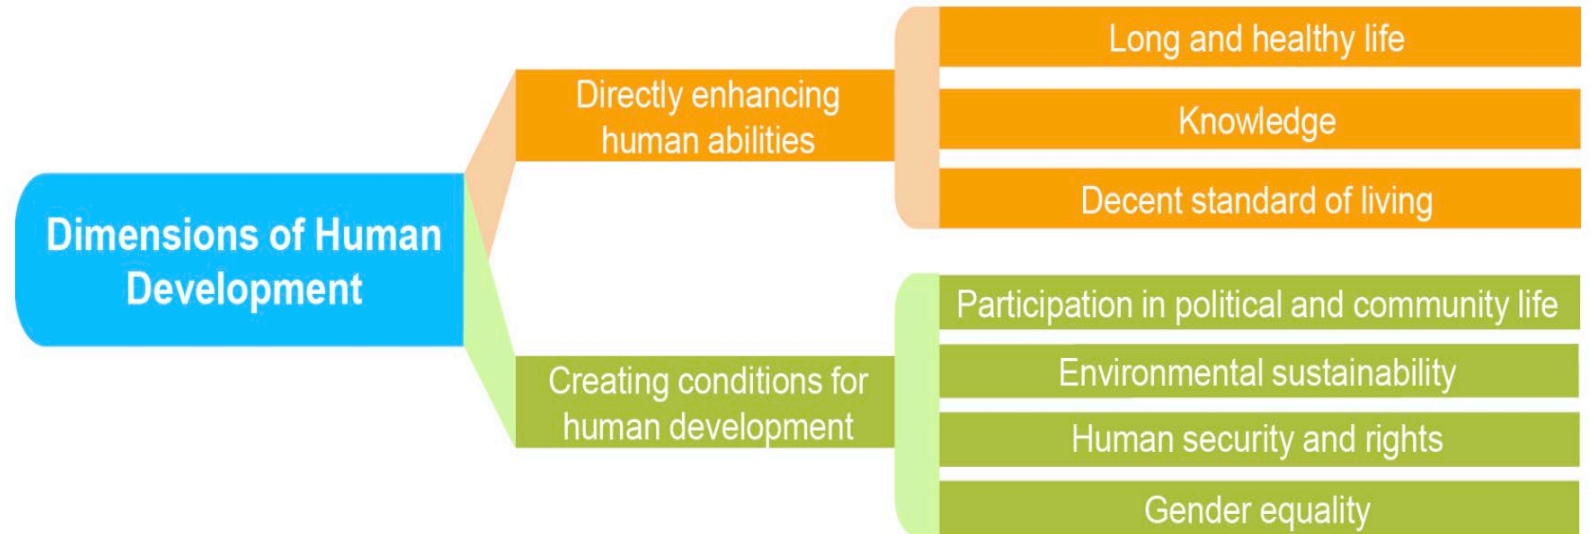 Dimensions of Human
Development
Directly enhancing
human abilities
Long and healthy life
Knowledge
Decent standard of living
Creating conditions for
human development
Participation in political and community life
Environmental sustainability
Human security and rights
Gender equality